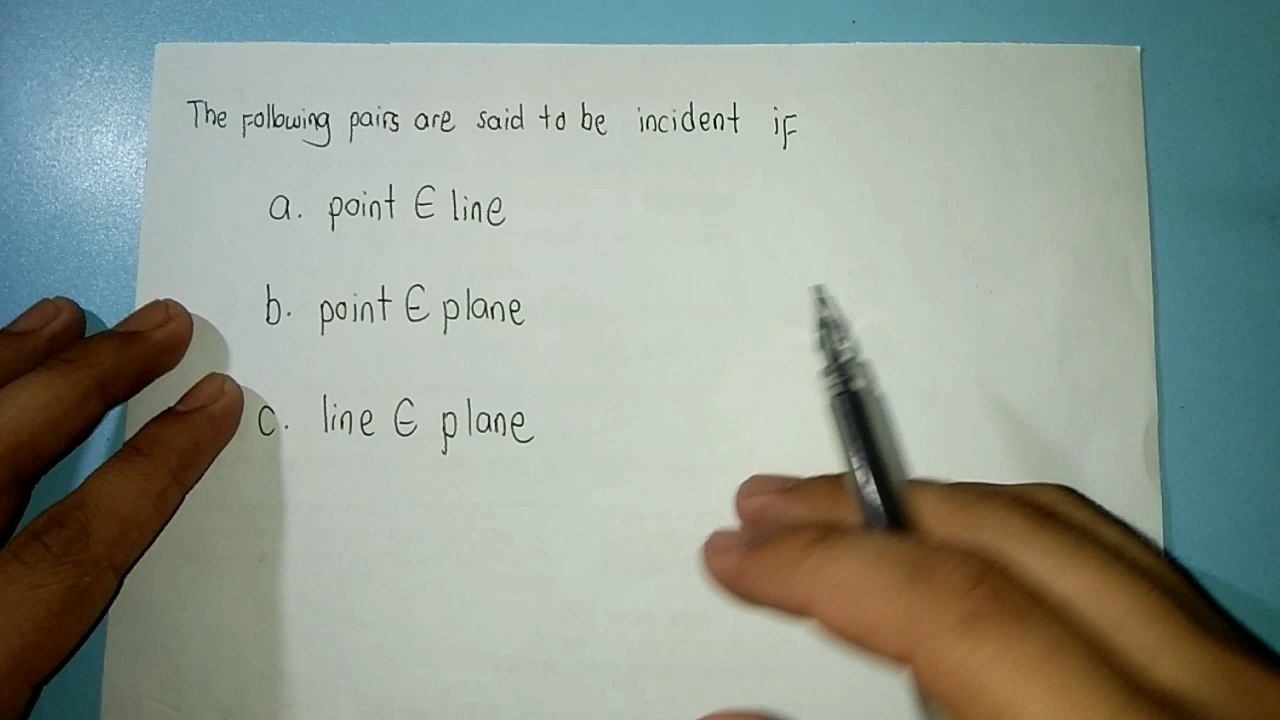 The following pairs are said to be incident if
a. point ∈ line
b. point ∈ plane
c. line ∈ plane